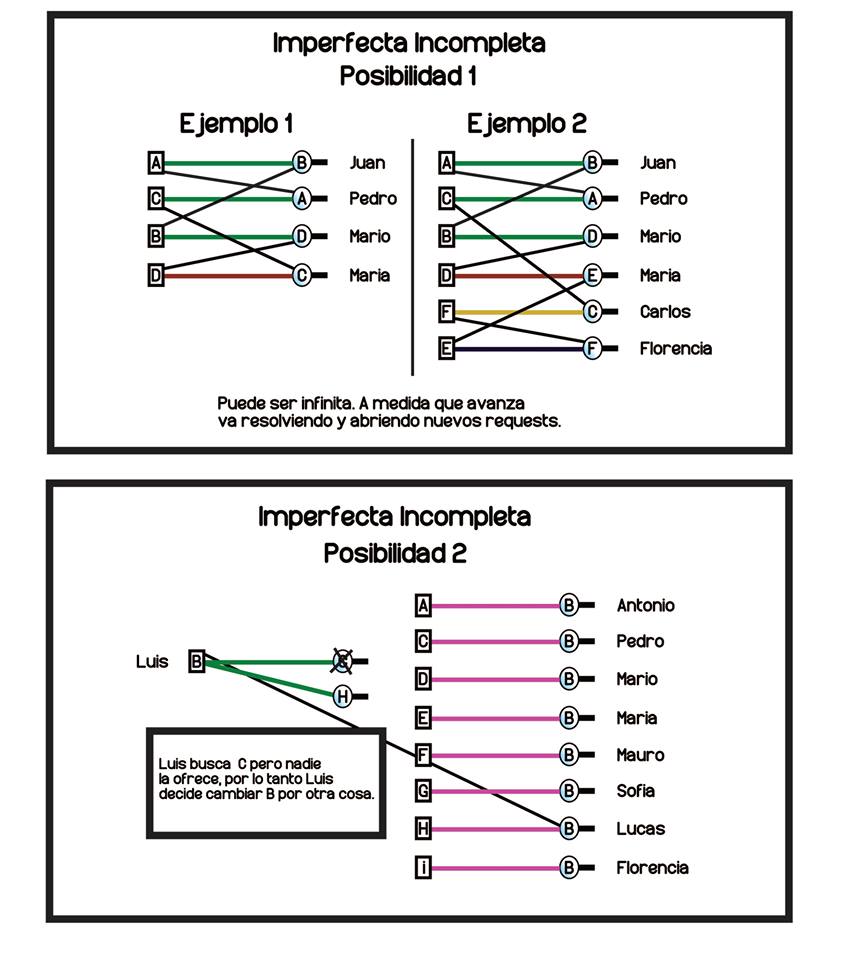 Imperfecta Incompleta
Posibilidad 1
Ejemplo 1
A B Juan
C A Pedro
B D Mario
D C Maria
Ejemplo 2
A B Juan
C A Pedro
B D Mario
D E Maria
F C Carlos
E F Florencia
Puede ser infinita. A medida que avanza
va resolviendo y abriendo nuevos requests.
Imperfecta Incompleta
Posibilidad 2
Luis B
H
Luis busca C pero nadie
la ofrece, por lo tanto Luis
decide cambiar B por otra cosa.
A B Antonio
C B Pedro
D B Mario
E B Maria
F B Mauro
G B Sofia
H B Lucas
i B Florencia